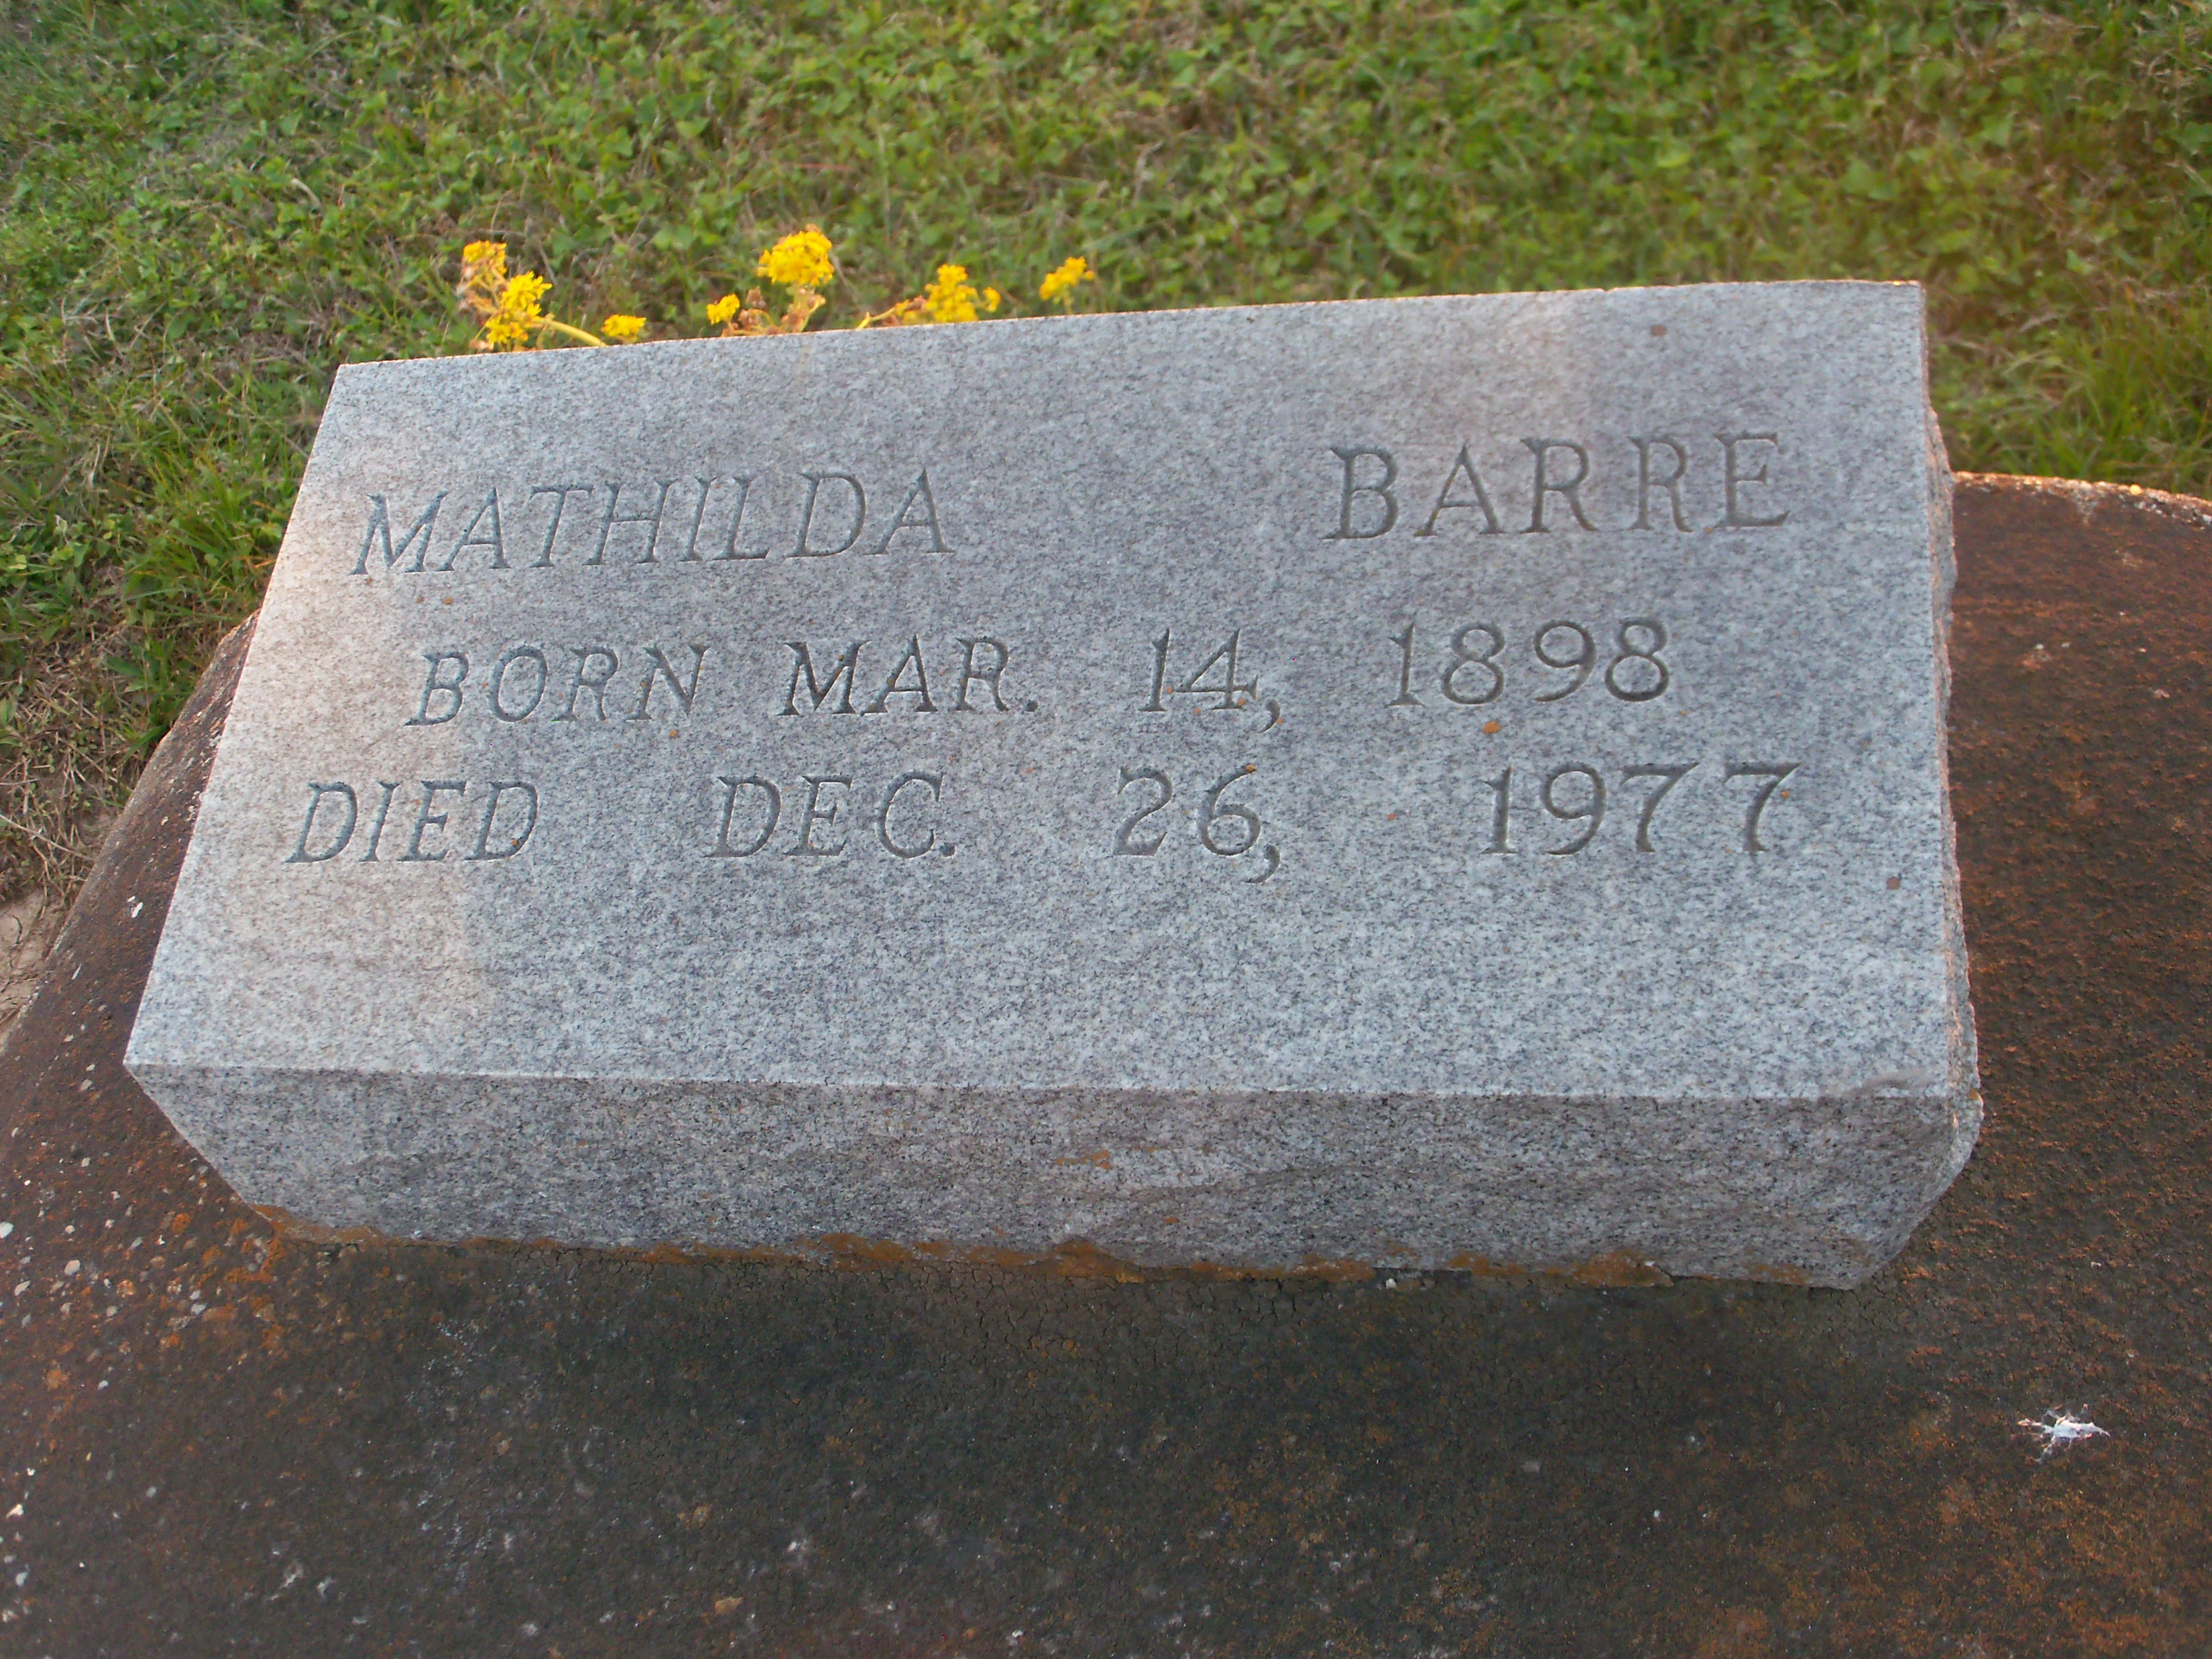 MATHILDA BARRE
BORN MAR. 14, 1898
DIED DEC. 26, 1977